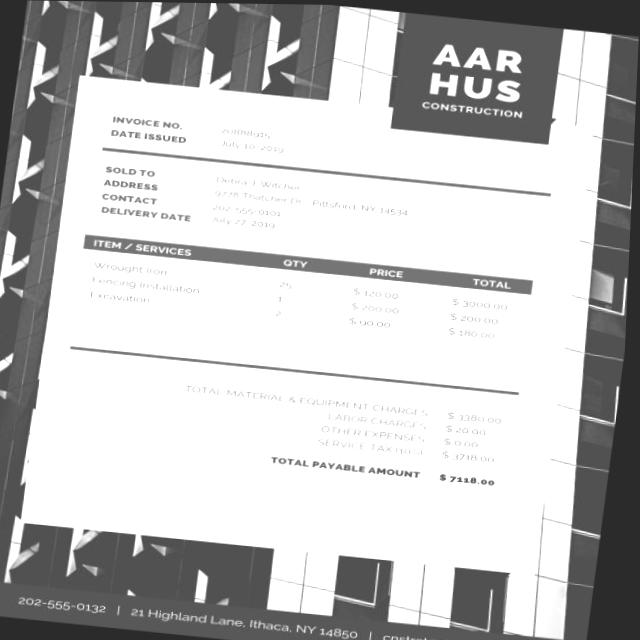 AAR
HUS
CONSTRUCTION
INVOICE NO. 20188915
DATE ISSUED July 10, 2019
SOLD TO Debra J. Witcher
ADDRESS 9778 Thatcher Dr., Pittsford, NY 14534
CONTACT 202-555-0101
DELIVERY DATE July 27, 2019
ITEM / SERVICES QTY PRICE TOTAL
Wrought Iron 25 $ 120.00 $ 3000.00
Fencing Installation 1 $ 200.00 $ 200.00
Excavation 2 $ 90.00 $ 180.00
TOTAL MATERIAL & EQUIPMENT CHARGES $ 3380.00
LABOR CHARGES $ 20.00
OTHER EXPENSES $ 0.00
SERVICE TAX $ 3718.00
TOTAL PAYABLE AMOUNT $ 7118.00
202-555-0132 | 21 Highland Lane, Ithaca, NY 14850 |